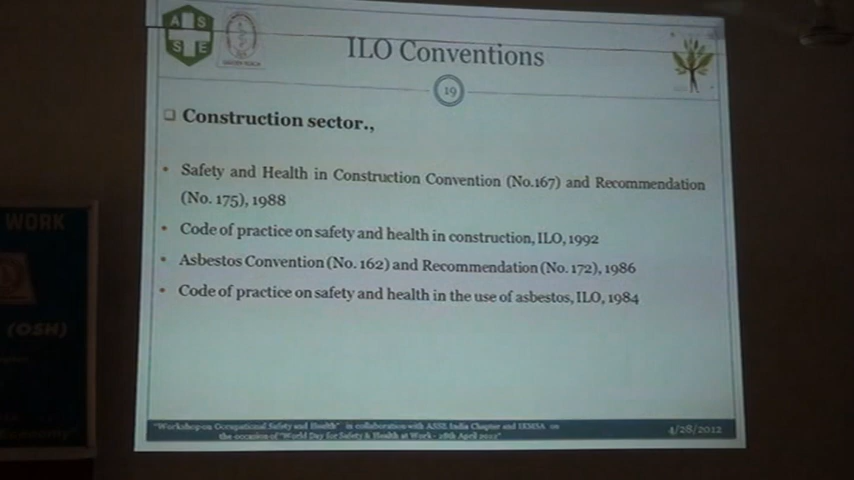 A S
S E
ILO Conventions
19
Construction sector.,
• Safety and Health in Construction Convention (No.167) and Recommendation
(No. 175), 1988
• Code of practice on safety and health in construction, ILO, 1992
• Asbestos Convention (No. 162) and Recommendation (No. 172), 1986
• Code of practice on safety and health in the use of asbestos, ILO, 1984
"Workshop on Occupational Safety and Health" in collaboration with ASSE India Chapter and on
the occasion of "World Day for Safety & Health at Work - 28th April 2012"
4/28/2012
WORK
(OSH)